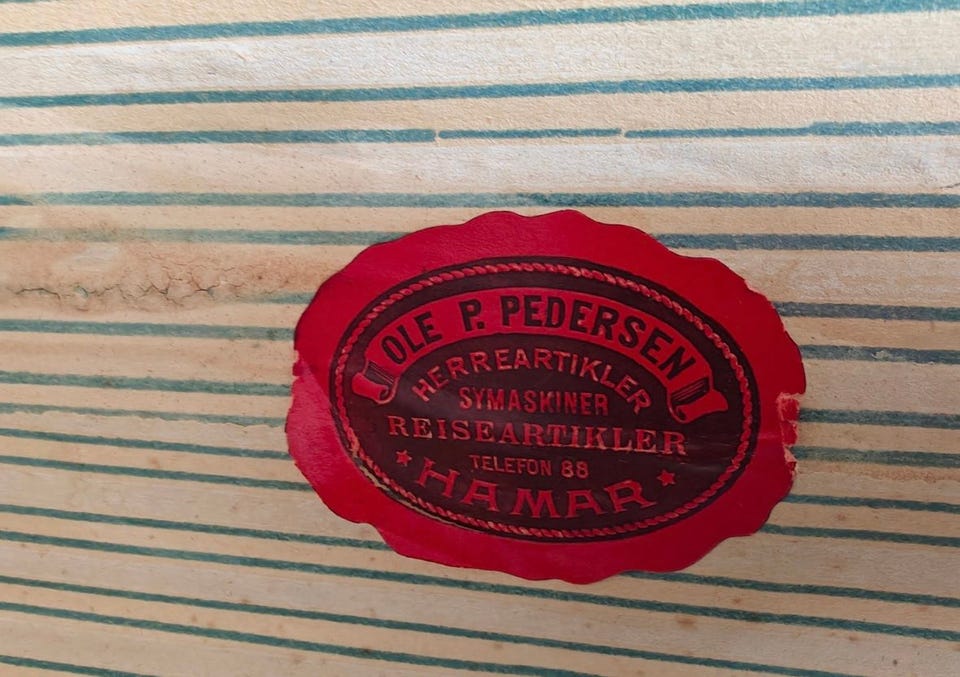 OLE P. PEDERSEN
HERREARTIKLER
SYMASKINER
REISEARTIKLER
TELEFON 88
HAMAR